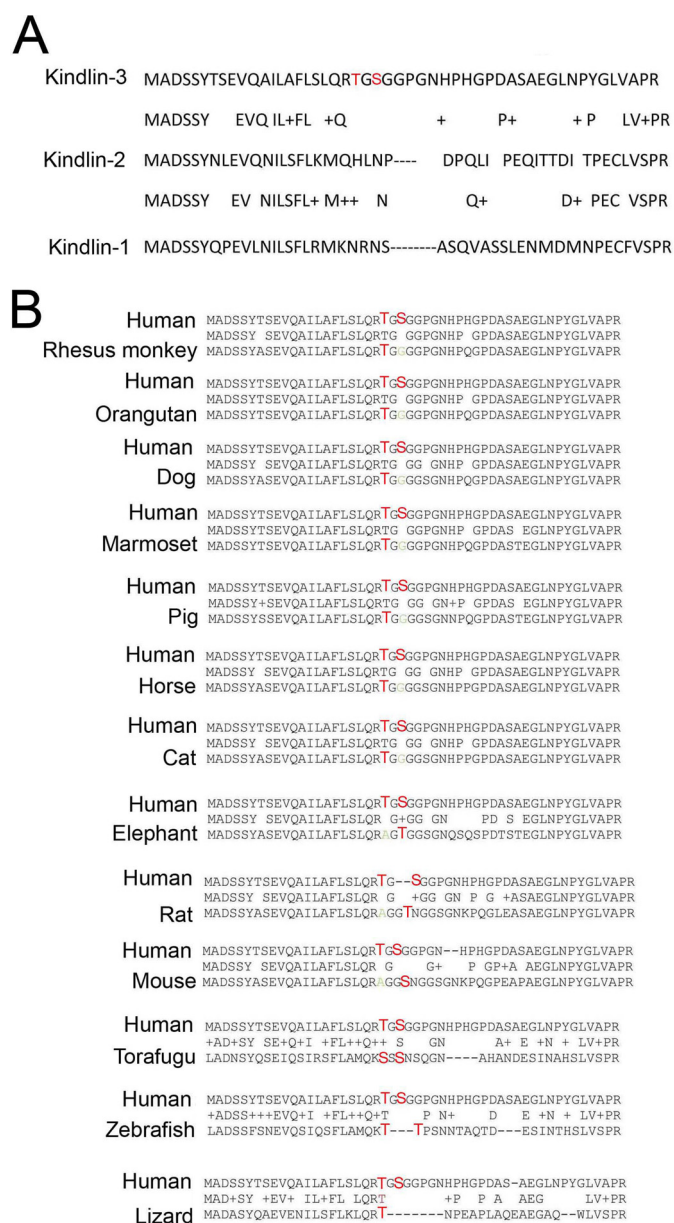 A
Kindlin-3 MADSSYTSEVQAILAFLSLQRTGSGGPGNHPHGPDASAEGLNPYGLVAPR
MADSSY EVQ IL+FL +Q + P+ + P LV+PR
Kindlin-2 MADSSYNLEVQNILSFLKMQHLNP---- DPQLI PEQITTDI TPECLVSPR
MADSSY EV NILSFL+ M++ N Q+ D+ PEC VSPR
Kindlin-1 MADSSYQPEVLNILSFLRMKNRNS--------ASQVASSLENMDMNPECFVSPR
B
Human MADSSYTSEVQAILAFLSLQRTGSGGPGNHPHGPDASAEGLNPYGLVAPR
MADSSY SEVQAILAFLSLQRTG GGPGNHP GPDASAEGLNPYGLVAPR
Rhesus monkey MADSSYASEVQAILAFLSLQRTGGGGPGNHPQGPDASAEGLNPYGLVAPR
Human MADSSYTSEVQAILAFLSLQRTGSGGPGNHPHGPDASAEGLNPYGLVAPR
MADSSYTSEVQAILAFLSLQRTG GGPGNHP GPDASAEGLNPYGLVAPR
Orangutan MADSSYTSEVQAILAFLSLQRTGGGGPGNHPQGPDASAEGLNPYGLVAPR
Human MADSSYTSEVQAILAFLSLQRTGSGGPGNHPHGPDASAEGLNPYGLVAPR
MADSSY SEVQAILAFLSLQRTG GG GNHP GPDASAEGLNPYGLVAPR
Dog MADSSYASEVQAILAFLSLQRTGGGGSGNHPQGPDASAEGLNPYGLVAPR
Human MADSSYTSEVQAILAFLSLQRTGSGGPGNHPHGPDASAEGLNPYGLVAPR
MADSSYTSEVQAILAFLSLQRTG GGPGNHP GPDAS EGLNPYGLVAPR
Marmoset MADSSYTSEVQAILAFLSLQRTGGGGPGNHPQGPDASTEGLNPYGLVAPR
Human MADSSYTSEVQAILAFLSLQRTGSGGPGNHPHGPDASAEGLNPYGLVAPR
MADSSY+SEVQAILAFLSLQRTG GG GN+P GPDAS EGLNPYGLVAPR
Pig MADSSYSSEVQAILAFLSLQRTGGGGSGNNPQGPDASTEGLNPYGLVAPR
Human MADSSYTSEVQAILAFLSLQRTGSGGPGNHPHGPDASAEGLNPYGLVAPR
MADSSY SEVQAILAFLSLQRTG GG GNHP GPDASAEGLNPYGLVAPR
Horse MADSSYASEVQAILAFLSLQRTGGGGSGNHPPGPDASAEGLNPYGLVAPR
Human MADSSYTSEVQAILAFLSLQRTGSGGPGNHPHGPDASAEGLNPYGLVAPR
MADSSY SEVQAILAFLSLQRTG GG GNHP GPDASAEGLNPYGLVAPR
Cat MADSSYASEVQAILAFLSLQRTGGGGSGNHPPGPDASAEGLNPYGLVAPR
Human MADSSYTSEVQAILAFLSLQRTGSGGPGNHPHGPDASAEGLNPYGLVAPR
MADSSY SEVQAILAFLSLQR G+GG GN PD S EGLNPYGLVAPR
Elephant MADSSYASEVQAILAFLSLQRAGTGGSGNQSQSPDTSTEGLNPYGLVAPR
Human MADSSYTSEVQAILAFLSLQRTG--SGGPGNHPHGPDASAEGLNPYGLVAPR
MADSSY SEVQAILAFLSLQR G +GG GN P G +ASAEGLNPYGLVAPR
Rat MADSSYASEVQAILAFLSLQRAGGTNGGSGNKPQGLEASAEGLNPYGLVAPR
Human MADSSYTSEVQAILAFLSLQRTGSGGPGN--HPHGPDASAEGLNPYGLVAPR
MADSSY SEVQAILAFLSLQR G G+ P GP+A AEGLNPYGLVAPR
Mouse MADSSYASEVQAILAFLSLQRAGGSNGGSGNKPQGPEAPAEGLNPYGLVAPR
Human MADSSYTSEVQAILAFLSLQRTGSGGPGNHPHGPDASAEGLNPYGLVAPR
+AD+SY SE+Q+I +FL++Q++ S GN A+ E +N + LV+PR
Torafugu LADNSYQSEIQSIRSFLAMQKSSSNSQGN----AHANDESINAHSLVSPR
Human MADSSYTSEVQAILAFLSLQRTGSGGPGNHPHGPDASAEGLNPYGLVAPR
+ADSS+++EVQ+I +FL++Q+T P N+ D E +N + LV+PR
Zebrafish LADSSFSNEVQSIQSFLAMQKT---TPSNNTAQTD---ESINTHSLVSPR
Human MADSSYTSEVQAILAFLSLQRTGSGGPGNHPHGPDAS-AEGLNPYGLVAPR
MAD+SY +EV+ IL+FL LQRT +P P A AEG LV+PR
Lizard MADASYQAEVENILSFLKLQRT--------NPEAPLAQEAEGAQ--WLVSPR